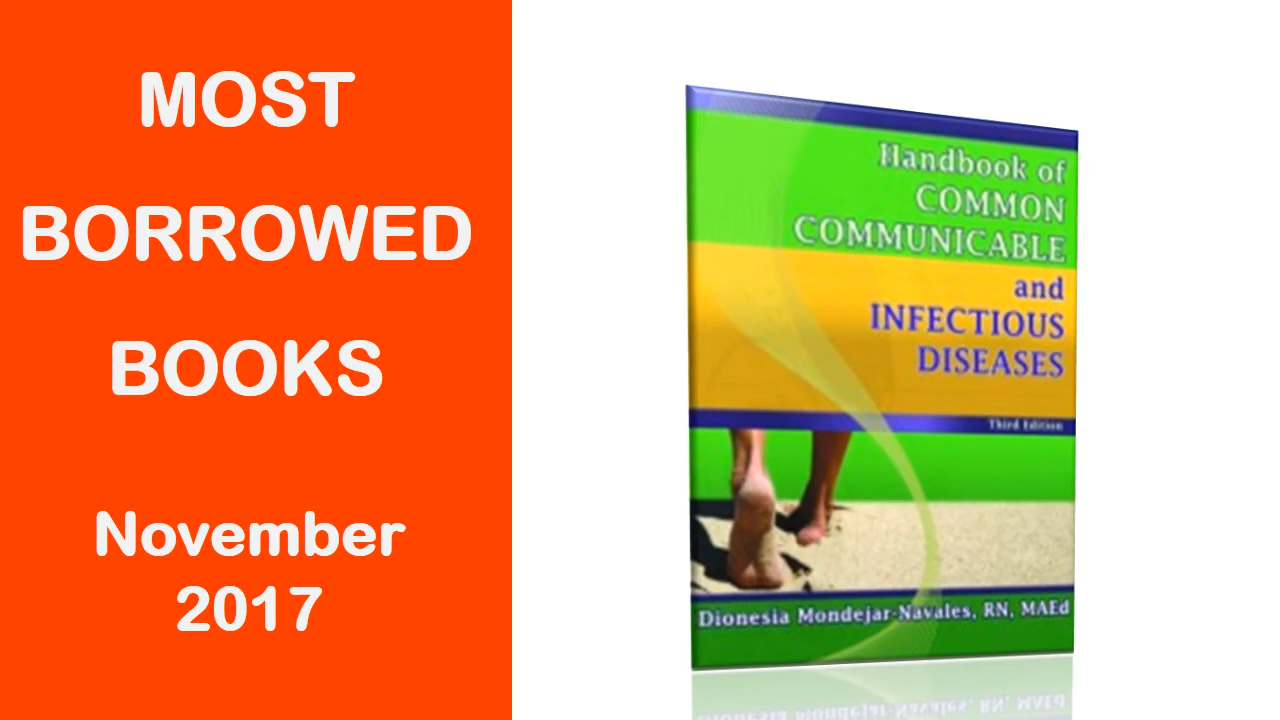 MOST
BORROWED
BOOKS
November
2017
Handbook of
COMMON
COMMUNICABLE
and
INFECTIOUS
DISEASES
Third Edition
Dionesia Mondejar-Navales, RN, MAEd